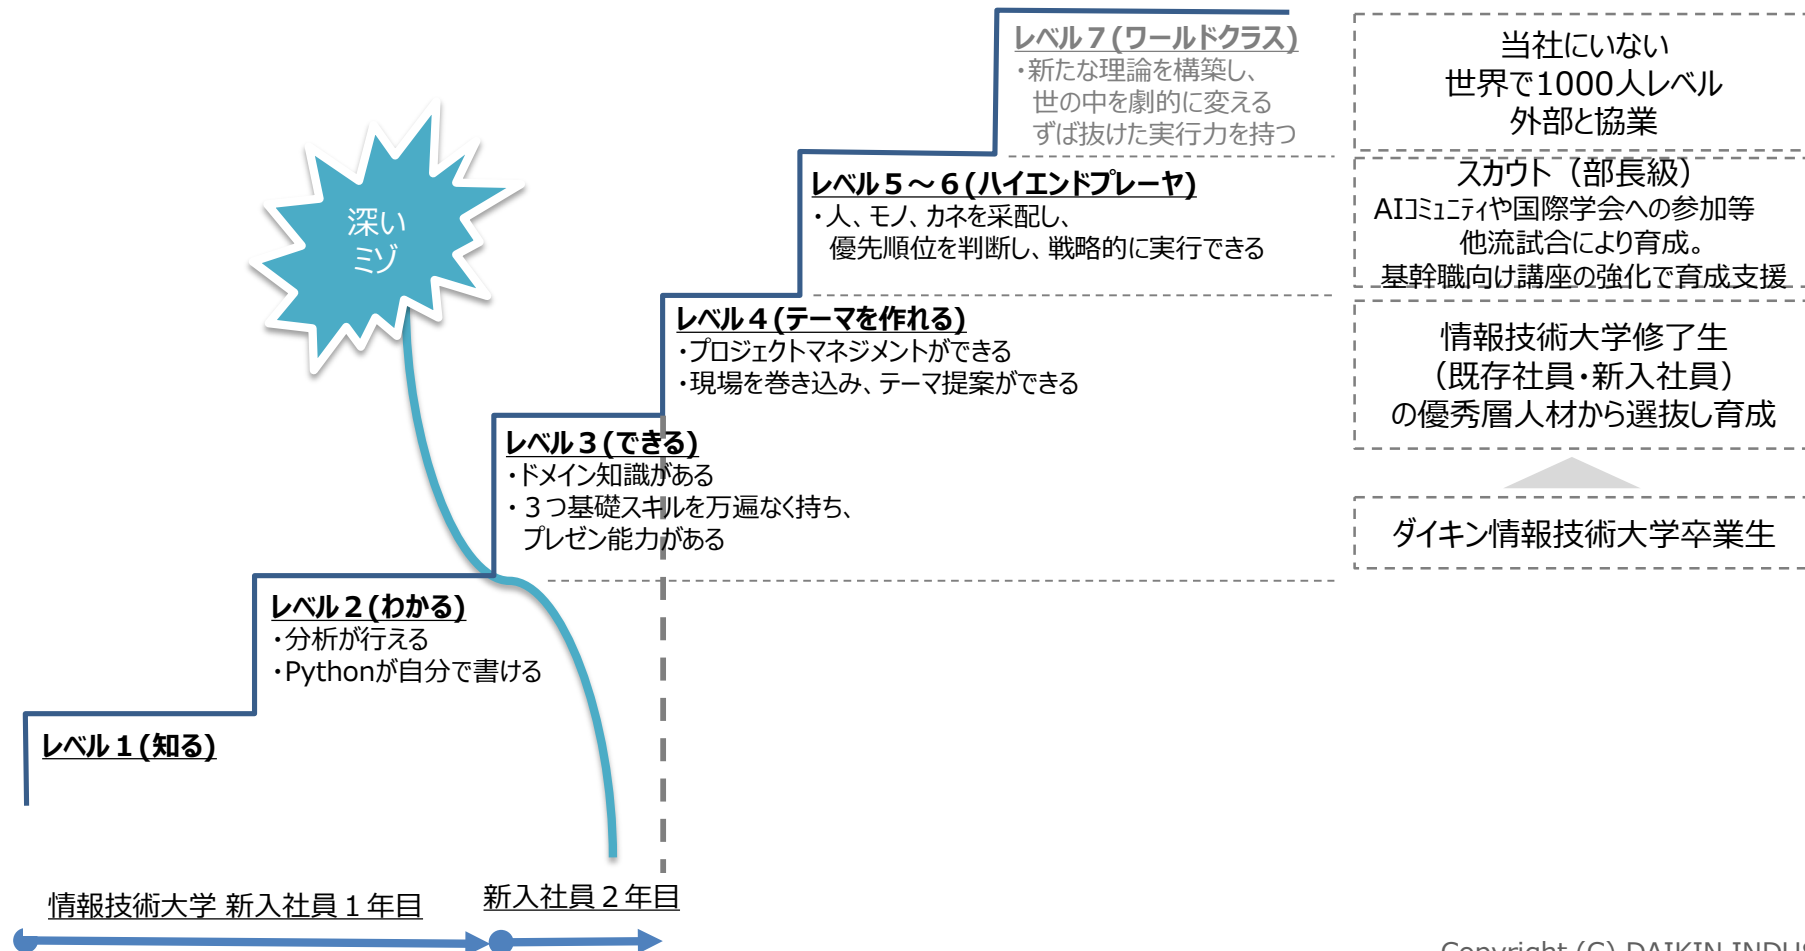 レベル７(ワールドクラス)
・新たな理論を構築し、
世の中を劇的に変える
ずば抜けた実行力を持つ
当社にいない
世界で1000人レベル
外部と協業
レベル５～６(ハイエンドプレーヤ)
・人、モノ、カネを采配し、
優先順位を判断し、戦略的に実行できる
スカウト（部長級）
AIｺﾐｭﾆﾃｨや国際学会への参加等
他流試合により育成。
基幹職向け講座の強化で育成支援
深い
ミゾ
レベル４(テーマを作れる)
・プロジェクトマネジメントができる
・現場を巻き込み、テーマ提案ができる
情報技術大学修了生
（既存社員・新入社員）
の優秀層人材から選抜し育成
レベル３(できる)
・ドメイン知識がある
・３つ基礎スキルを万遍なく持ち、
プレゼン能力がある
ダイキン情報技術大学卒業生
レベル２(わかる)
・分析が行える
・Pythonが自分で書ける
レベル１(知る)
情報技術大学 新入社員１年目
新入社員２年目
Copyright (C) DAIKIN INDUS